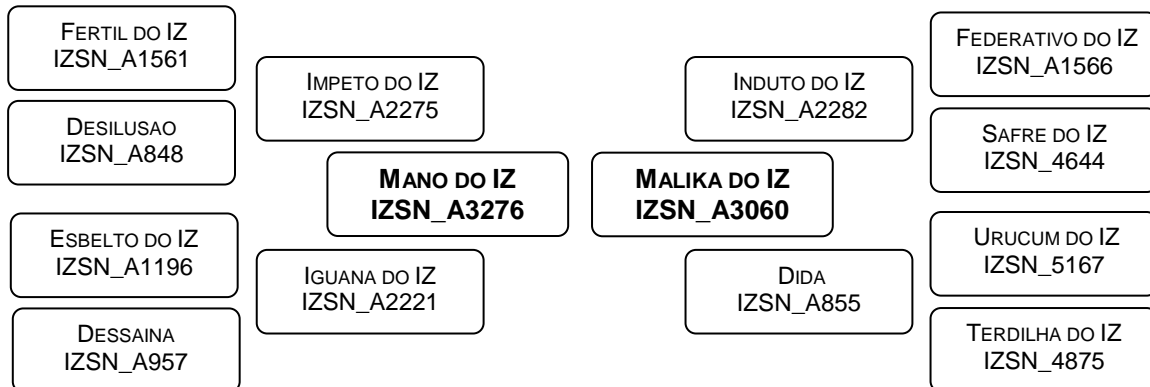 FERTIL DO IZ
IZSN_A1561
DESILUSAO
IZSN_A848
ESBELTO DO IZ
IZSN_A1196
DESSAINA
IZSN_A957
IMPETO DO IZ
IZSN_A2275
IGUANA DO IZ
IZSN_A2221
MANO DO IZ
IZSN_A3276
MALIKA DO IZ
IZSN_A3060
INDUTO DO IZ
IZSN_A2282
DIDA
IZSN_A855
FEDERATIVO DO IZ
IZSN_A1566
SAFRE DO IZ
IZSN_4644
URUCUM DO IZ
IZSN_5167
TERDILHA DO IZ
IZSN_4875